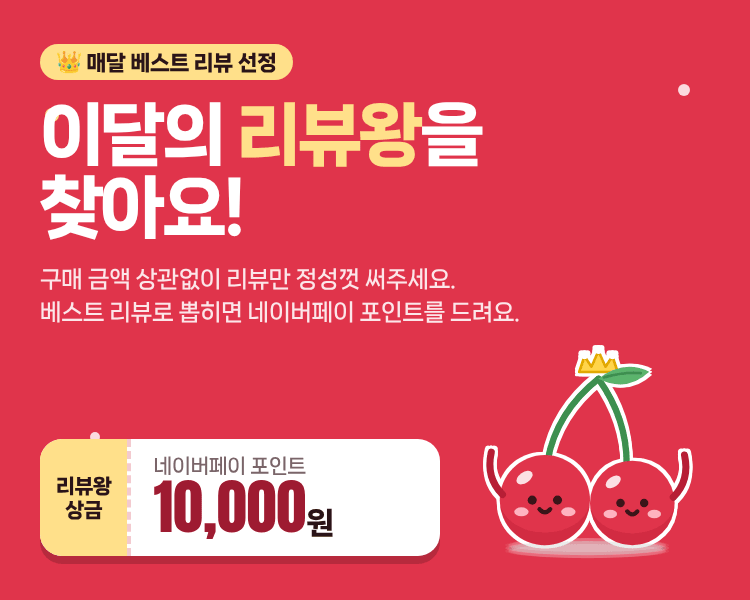 👑 매달 베스트 리뷰 선정
이달의 리뷰왕을
찾아요!
구매 금액 상관없이 리뷰만 정성껏 써주세요.
베스트 리뷰로 뽑히면 네이버페이 포인트를 드려요.
리뷰왕
상금
네이버페이 포인트
10,000원